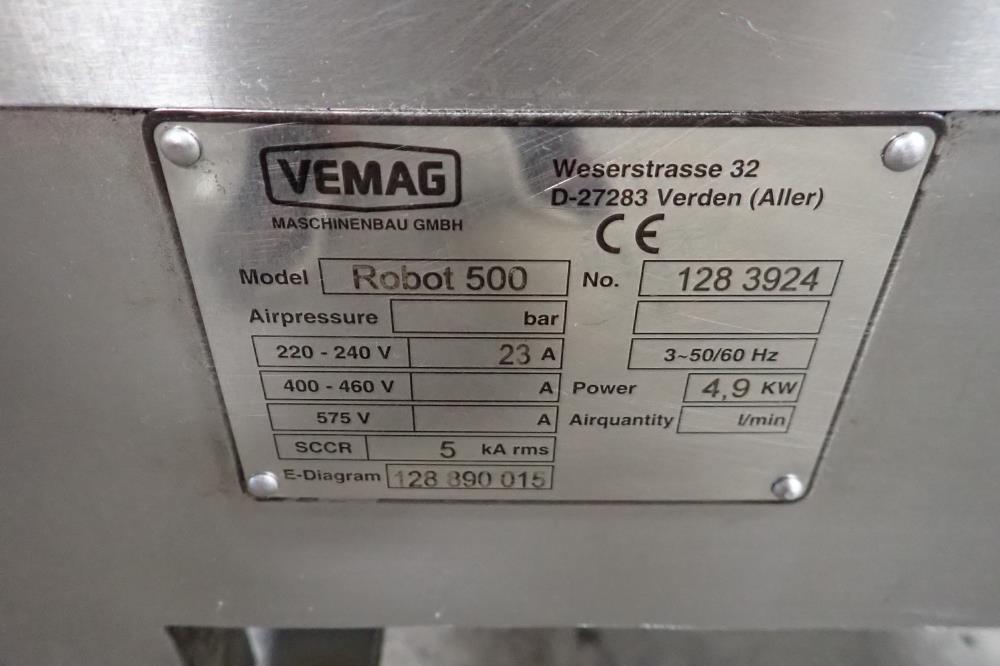 VEMAG
MASCHINENBAU GMBH
Weserstrasse 32
D-27283 Verden (Aller)
CE
Model Robot 500 No. 128 3924
Airpressure bar
220 - 240 V 23 A 3~50/60 Hz
400 - 460 V A Power 4,9 KW
575 V A Airquantity l/min
SCCR 5 kA rms
E-Diagram 128 890 015